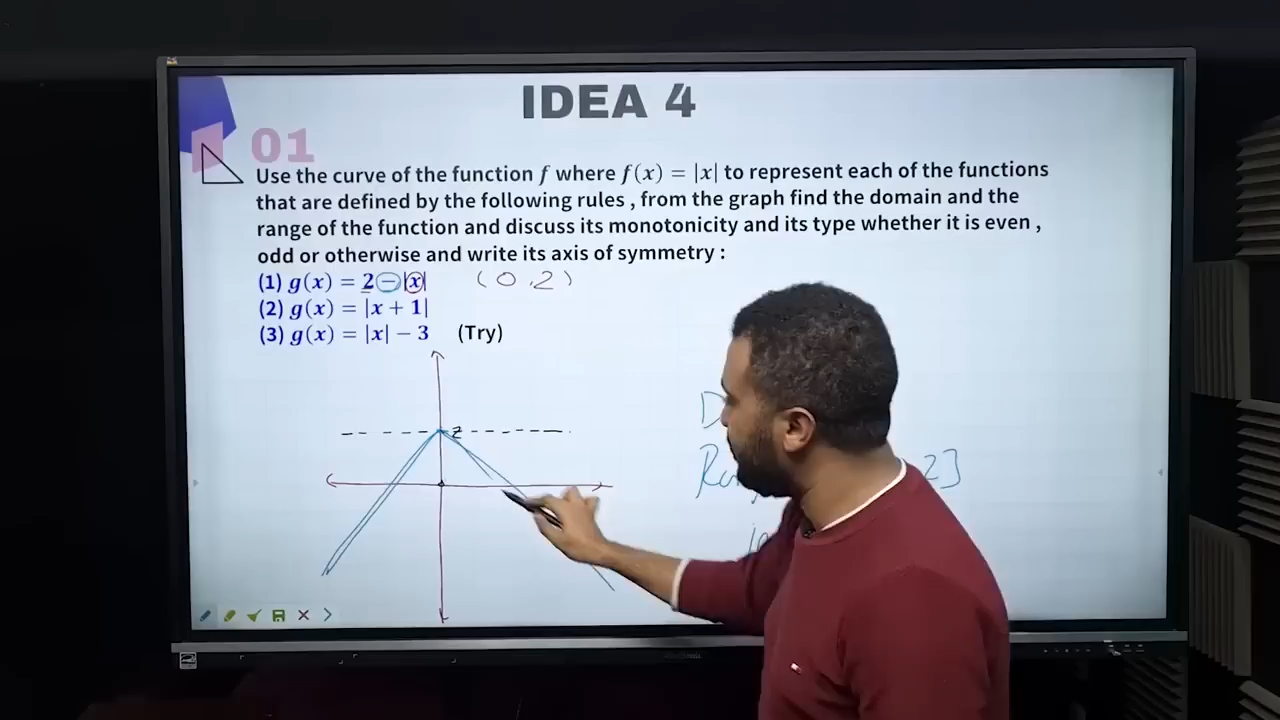 IDEA 4
01
Use the curve of the function f where f(x) = |x| to represent each of the functions
that are defined by the following rules , from the graph find the domain and the
range of the function and discuss its monotonicity and its type whether it is even ,
odd or otherwise and write its axis of symmetry :
(1) g(x) = 2 − |x| (0,2)
(2) g(x) = |x + 1|
(3) g(x) = |x| − 3 (Try)
2
D
2]